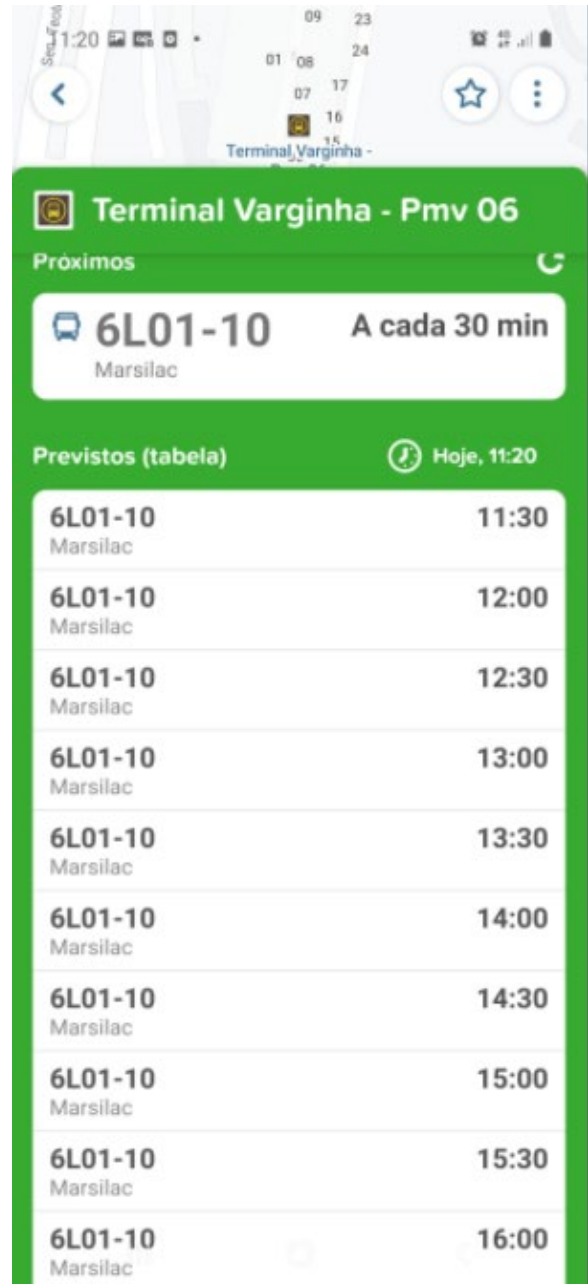 09 23
11:20
01 08 24
07 17
16
15
Terminal Varginha -
Terminal Varginha - Pmv 06
Próximos
6L01-10 A cada 30 min
Marsilac
Previstos (tabela) Hoje, 11:20
6L01-10 11:30
Marsilac
6L01-10 12:00
Marsilac
6L01-10 12:30
Marsilac
6L01-10 13:00
Marsilac
6L01-10 13:30
Marsilac
6L01-10 14:00
Marsilac
6L01-10 14:30
Marsilac
6L01-10 15:00
Marsilac
6L01-10 15:30
Marsilac
6L01-10 16:00
Marsilac